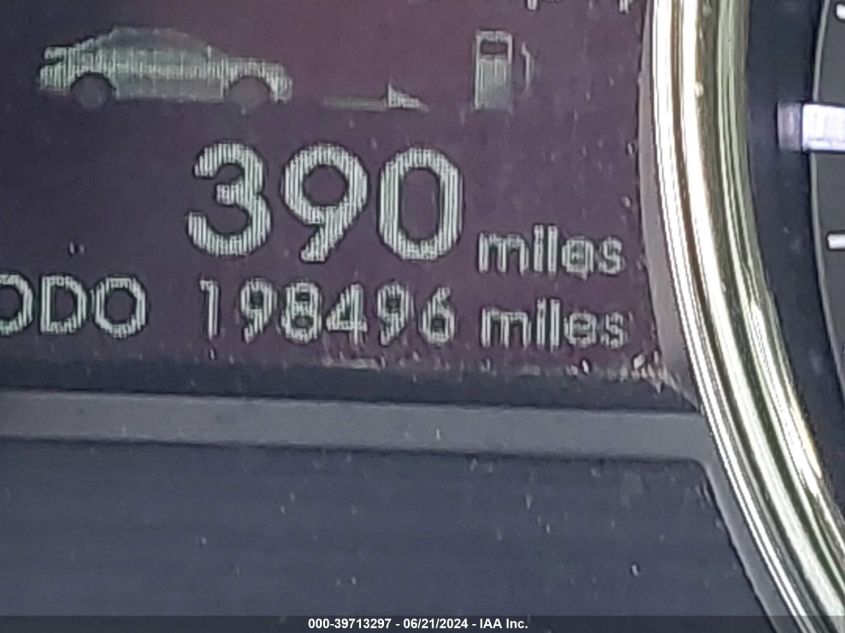 390 miles
ODO 198496 miles
000-39713297 - 06/21/2024 - IAA Inc.